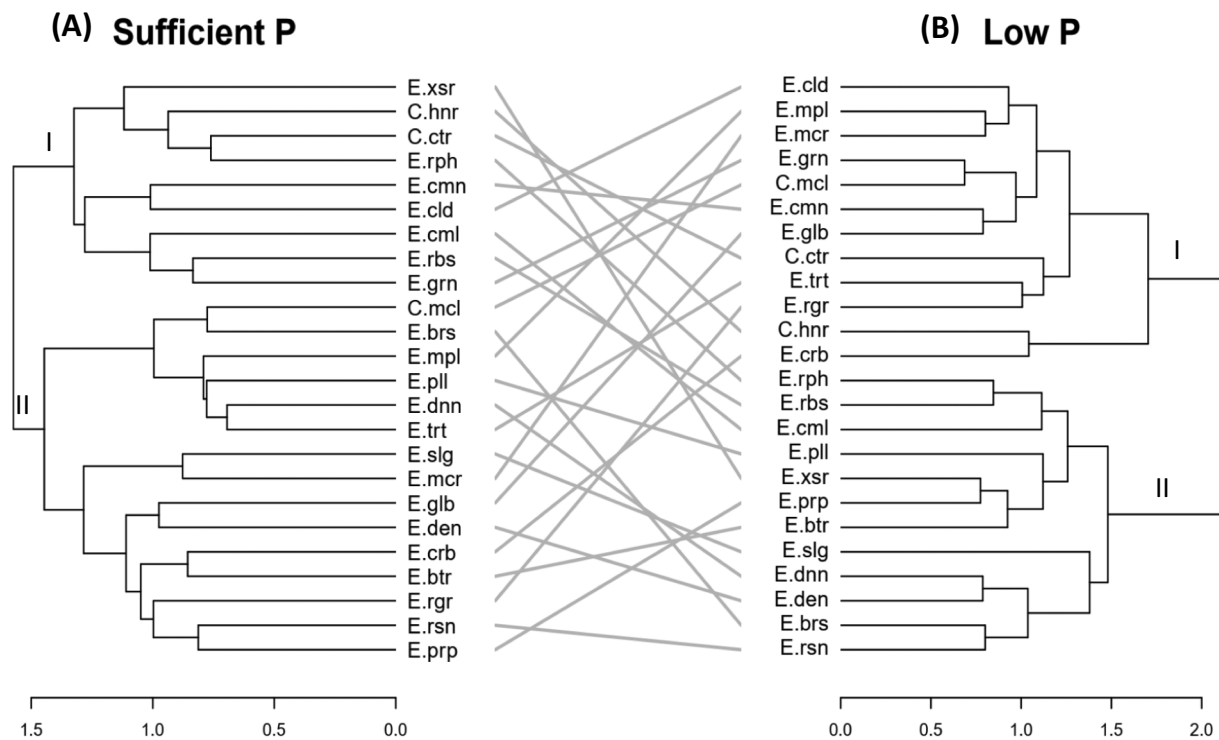 (A) Sufficient P
(B) Low P
I
II
E.xsr
C.hnr
C.ctr
E.rph
E.cmn
E.cld
E.cml
E.rbs
E.grn
C.mcl
E.brs
E.mpl
E.pll
E.dnn
E.trt
E.slg
E.mcr
E.glb
E.den
E.crb
E.btr
E.rgr
E.rsn
E.prp
1.5 1.0 0.5 0.0
E.cld
E.mpl
E.mcr
E.grn
C.mcl
E.cmn
E.glb
C.ctr
E.trt
E.rgr
C.hnr
E.crb
E.rph
E.rbs
E.cml
E.pll
E.xsr
E.prp
E.btr
E.slg
E.dnn
E.den
E.brs
E.rsn
I
II
0.0 0.5 1.0 1.5 2.0